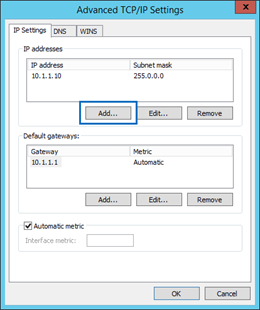 Advanced TCP/IP Settings
IP Settings DNS WINS
IP addresses
IP address Subnet mask
10.1.1.10 255.0.0.0
Add... Edit... Remove
Default gateways:
Gateway Metric
10.1.1.1 Automatic
Add... Edit... Remove
Automatic metric
Interface metric:
OK Cancel